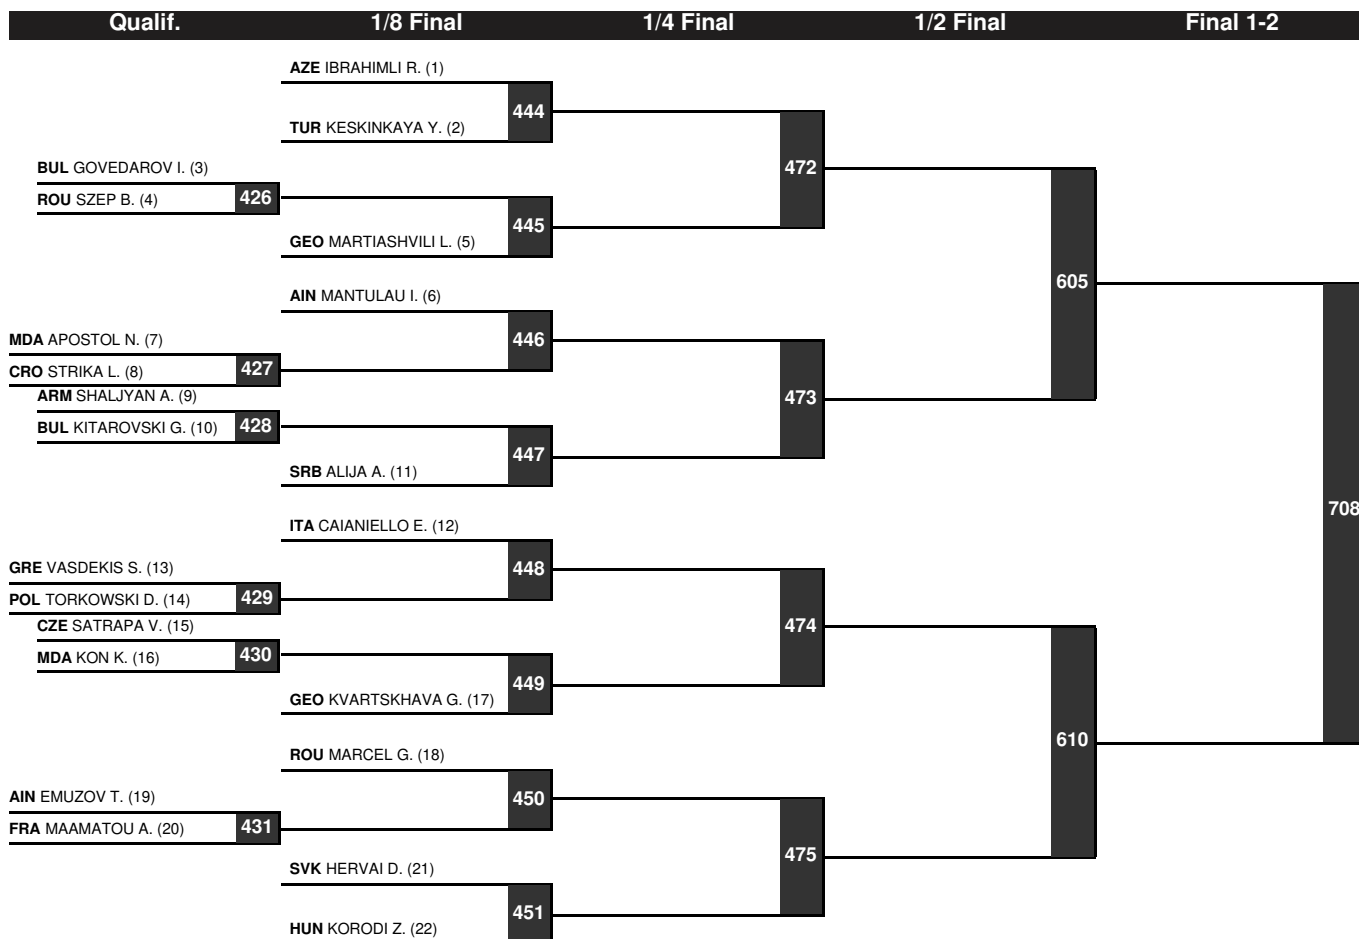 Qualif. 1/8 Final 1/4 Final 1/2 Final Final 1-2
AZE IBRAHIMLI R. (1)
444
TUR KESKINKAYA Y. (2)
472
BUL GOVEDAROV I. (3)
426
ROU SZEP B. (4)
445
GEO MARTIASHVILI L. (5)
605
AIN MANTULAU I. (6)
446
MDA APOSTOL N. (7)
427
CRO STRIKA L. (8)
473
ARM SHALJYAN A. (9)
428
BUL KITAROVSKI G. (10)
447
SRB ALIJA A. (11)
708
ITA CAIANIELLO E. (12)
448
GRE VASDEKIS S. (13)
429
POL TORKOWSKI D. (14)
474
CZE SATRAPA V. (15)
430
MDA KON K. (16)
449
GEO KVARTSKHAVA G. (17)
610
ROU MARCEL G. (18)
450
AIN EMUZOV T. (19)
431
FRA MAAMATOU A. (20)
475
SVK HERVAI D. (21)
451
HUN KORODI Z. (22)